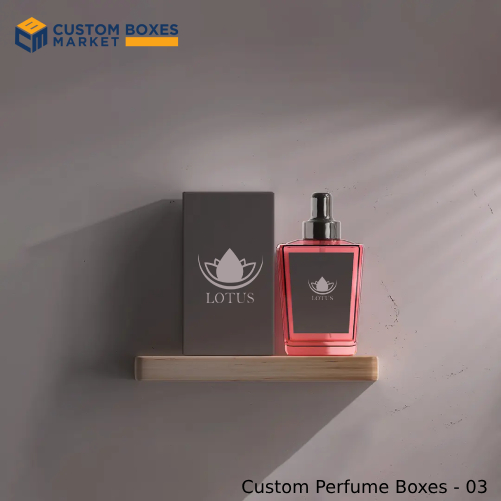 CUSTOM BOXES
MARKET
LOTUS
LOTUS
Custom Perfume Boxes - 03